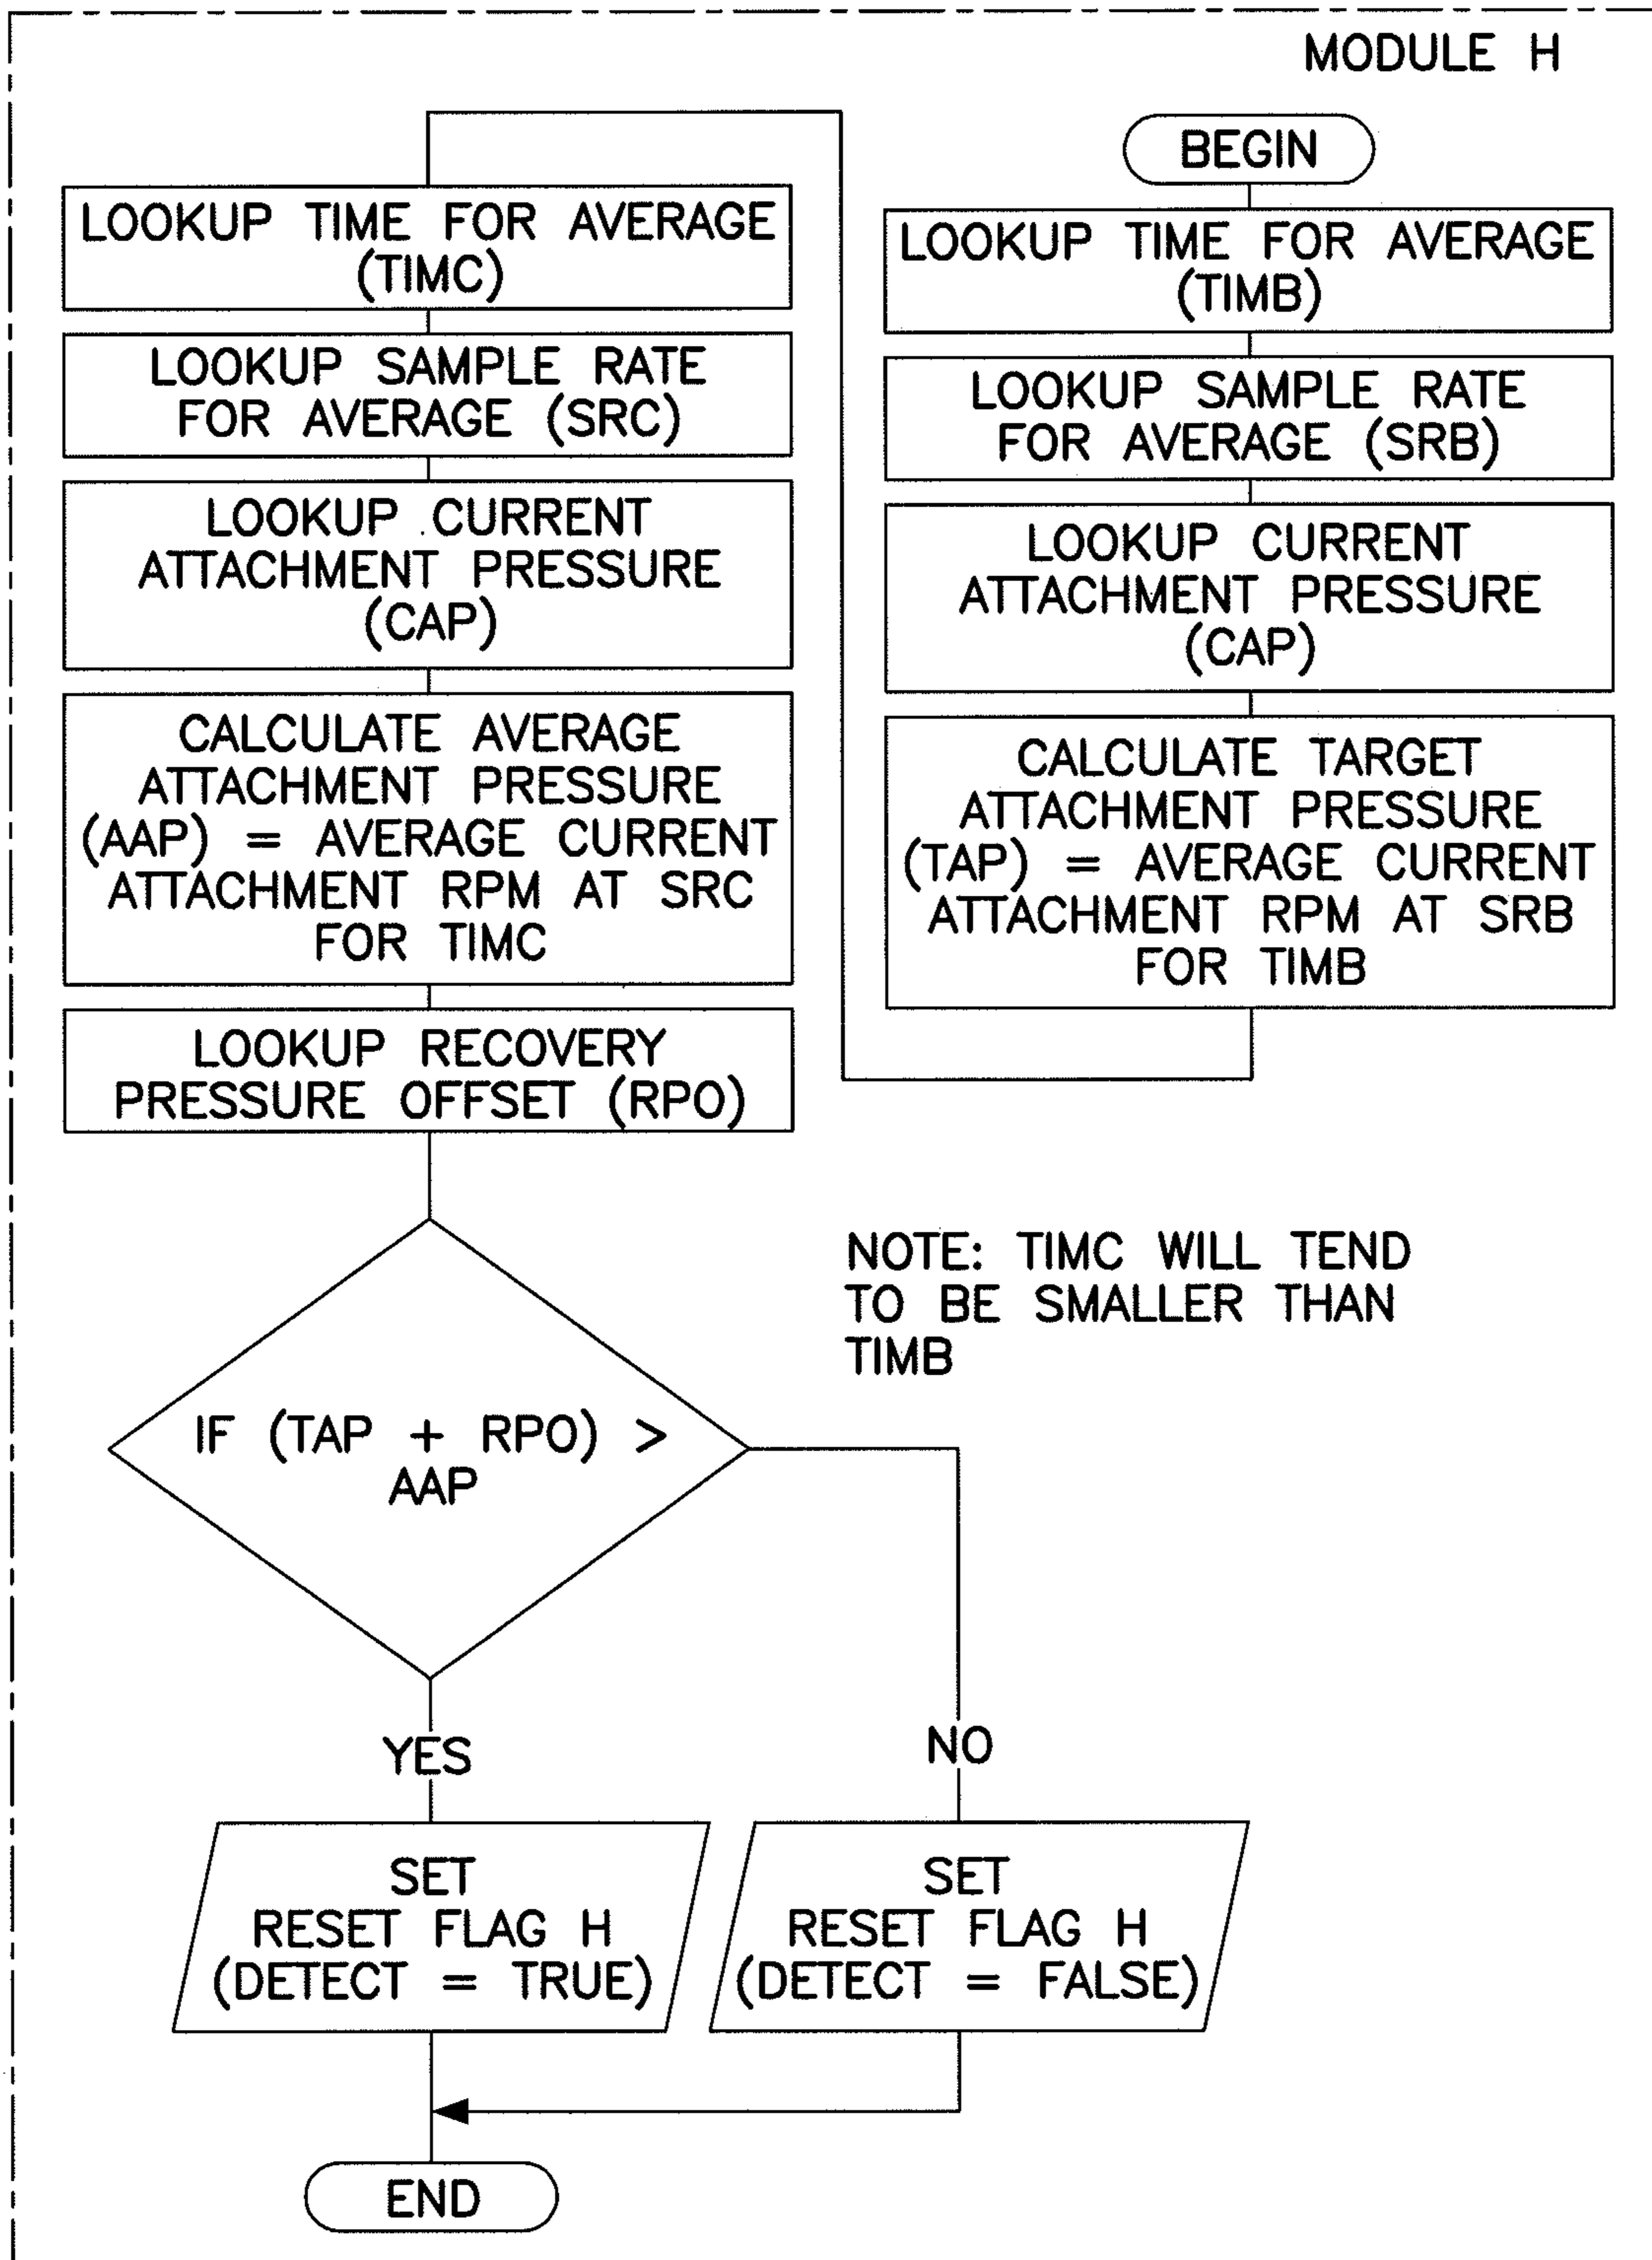 MODULE H
BEGIN
LOOKUP TIME FOR AVERAGE
(TIMB)
LOOKUP SAMPLE RATE
FOR AVERAGE (SRB)
LOOKUP CURRENT
ATTACHMENT PRESSURE
(CAP)
CALCULATE TARGET
ATTACHMENT PRESSURE
(TAP) = AVERAGE CURRENT
ATTACHMENT RPM AT SRB
FOR TIMB
LOOKUP TIME FOR AVERAGE
(TIMC)
LOOKUP SAMPLE RATE
FOR AVERAGE (SRC)
LOOKUP CURRENT
ATTACHMENT PRESSURE
(CAP)
CALCULATE AVERAGE
ATTACHMENT PRESSURE
(AAP) = AVERAGE CURRENT
ATTACHMENT RPM AT SRC
FOR TIMC
LOOKUP RECOVERY
PRESSURE OFFSET (RPO)
NOTE: TIMC WILL TEND
TO BE SMALLER THAN
TIMB
IF (TAP + RPO) >
AAP
YES
NO
SET
RESET FLAG H
(DETECT = TRUE)
SET
RESET FLAG H
(DETECT = FALSE)
END